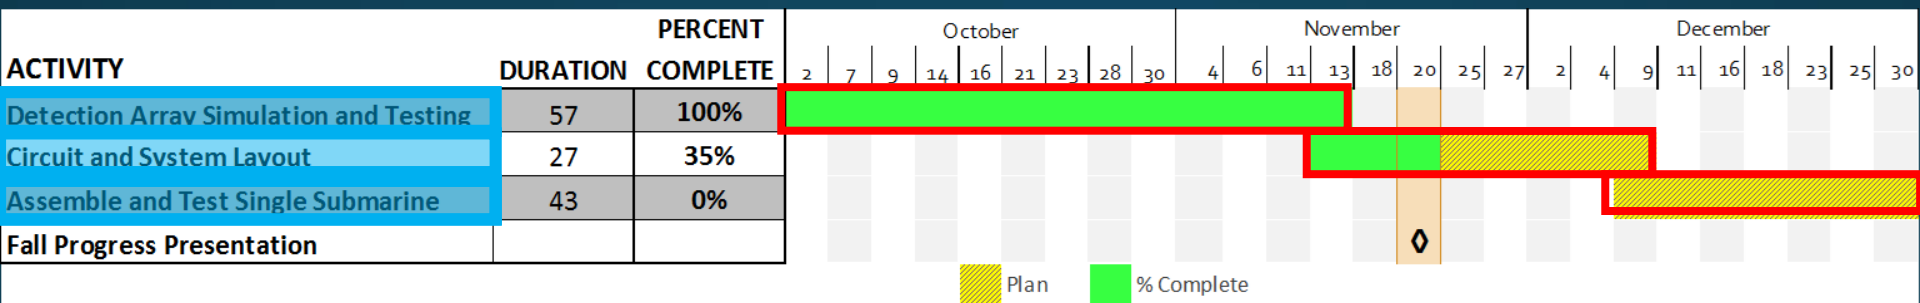 PERCENT October November December
ACTIVITY DURATION COMPLETE 2 7 9 14 16 21 23 28 30 4 6 11 13 18 20 25 27 2 4 9 11 16 18 23 25 30
Detection Array Simulation and Testing 57 100%
Circuit and System Layout 27 35%
Assemble and Test Single Submarine 43 0%
Fall Progress Presentation ◊
Plan % Complete